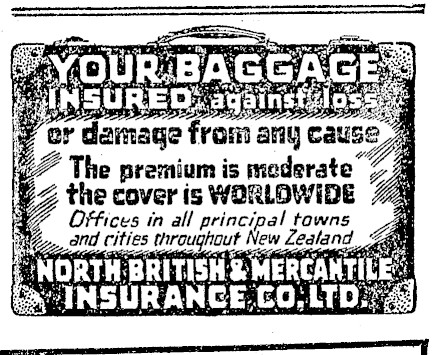 YOUR BAGGAGE
INSURED against loss
or damage from any cause
The premium is moderate
the cover is WORLDWIDE
Offices in all principal towns
and cities throughout New Zealand
NORTH BRITISH & MERCANTILE
INSURANCE CO. LTD.